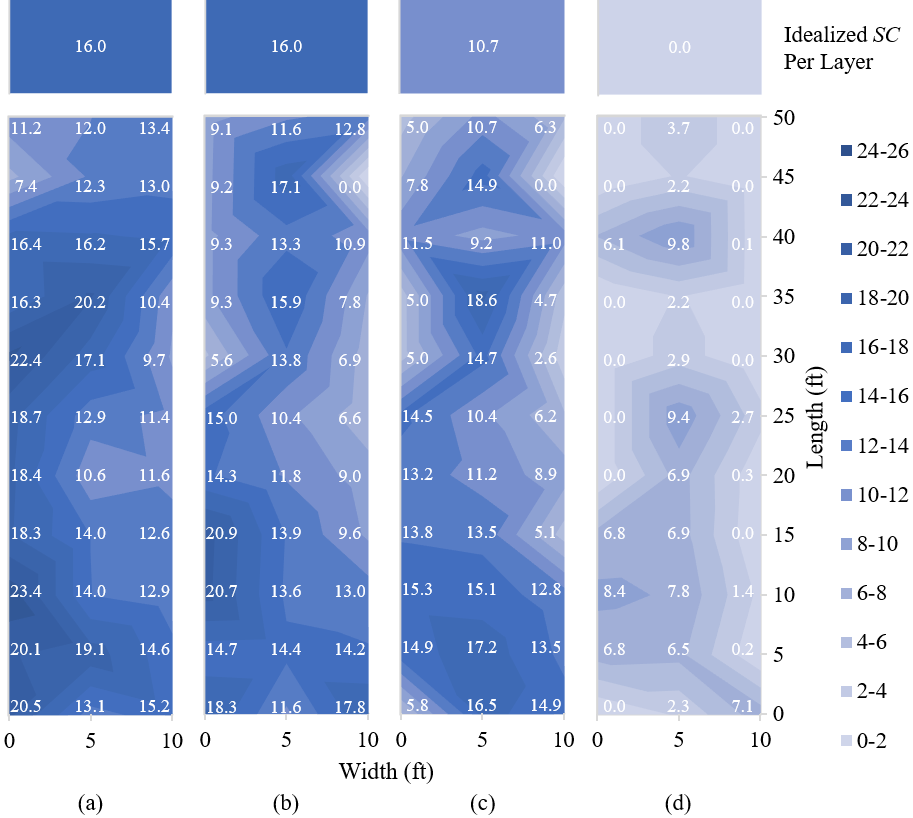 16.0 16.0 10.7 0.0 Idealized SC
Per Layer
11.2 12.0 13.4 9.1 11.6 12.8 5.0 10.7 6.3 0.0 3.7 0.0 50
24-26
7.4 12.3 13.0 9.2 17.1 0.0 7.8 14.9 0.0 0.0 2.2 0.0 45
22-24
16.4 16.2 15.7 9.3 13.3 10.9 11.5 9.2 11.0 6.1 9.8 0.1 40
20-22
16.3 20.2 10.4 9.3 15.9 7.8 5.0 18.6 4.7 0.0 2.2 0.0 35
18-20
22.4 17.1 9.7 5.6 13.8 6.9 5.0 14.7 2.6 0.0 2.9 0.0 30
16-18
14-16
18.7 12.9 11.4 15.0 10.4 6.6 14.5 10.4 6.2 0.0 9.4 2.7 25
Length (ft)
12-14
18.4 10.6 11.6 14.3 11.8 9.0 13.2 11.2 8.9 0.0 6.9 0.3 20
10-12
18.3 14.0 12.6 20.9 13.9 9.6 13.8 13.5 5.1 6.8 6.9 0.0 15
8-10
23.4 14.0 12.9 20.7 13.6 13.0 15.3 15.1 12.8 8.4 7.8 1.4 10
6-8
4-6
20.1 19.1 14.6 14.7 14.4 14.2 14.9 17.2 13.5 6.8 6.5 0.2 5
2-4
20.5 13.1 15.2 18.3 11.6 17.8 5.8 16.5 14.9 0.0 2.3 7.1 0
0-2
0 5 10 0 5 10 0 5 10 0 5 10
Width (ft)
(a) (b) (c) (d)